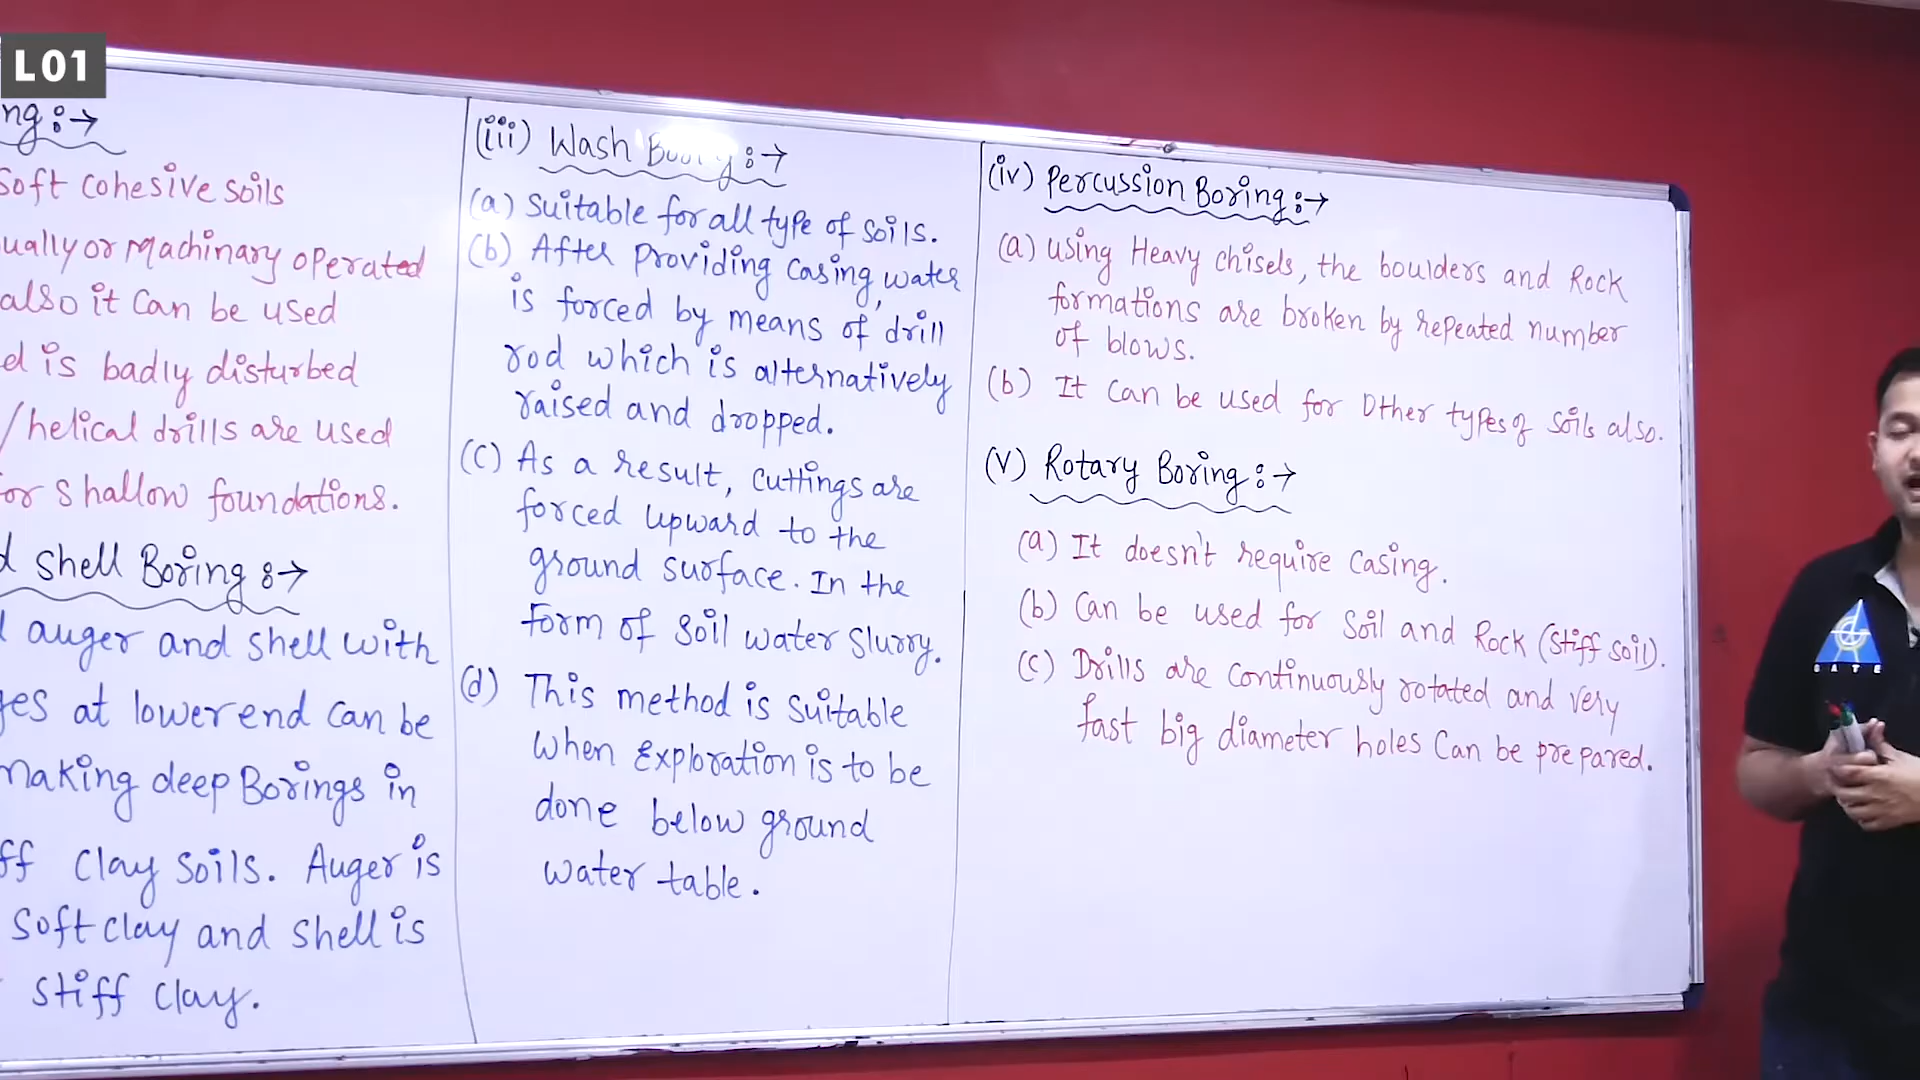 L01
ng:→
Soft cohesive soils
ually or machinary operated
also it can be used
d is badly disturbed
/helical drills are used
or shallow foundations.
d shell Boring :→
l auger and shell with
ges at lower end can be
making deep Borings in
ff clay soils. Auger is
soft clay and shell is
stiff clay.
(iii) Wash :→
(a) Suitable for all type of soils.
(b) After providing casing, water
is forced by means of drill
rod which is alternatively
raised and dropped.
(c) As a result, cuttings are
forced upward to the
ground surface. In the
form of soil water slurry.
(d) This method is suitable
when exploration is to be
done below ground
water table.
(iv) Percussion Boring :→
(a) using Heavy chisels, the boulders and Rock
formations are broken by repeated number
of blows.
(b) It can be used for other types of soils also.
(v) Rotary Boring :→
(a) It doesn't require casing.
(b) Can be used for soil and Rock (stiff soil).
(c) Drills are continuously rotated and very
fast big diameter holes can be prepared.
GATE